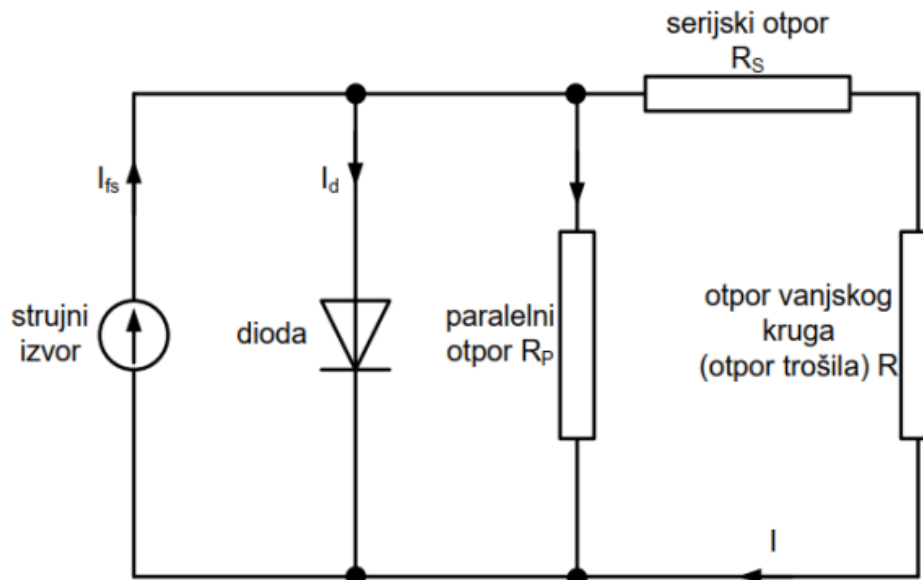 serijski otpor
R_S
I_fs
I_d
strujni
izvor
dioda
paralelni
otpor R_P
otpor vanjskog
kruga
(otpor trošila) R
I